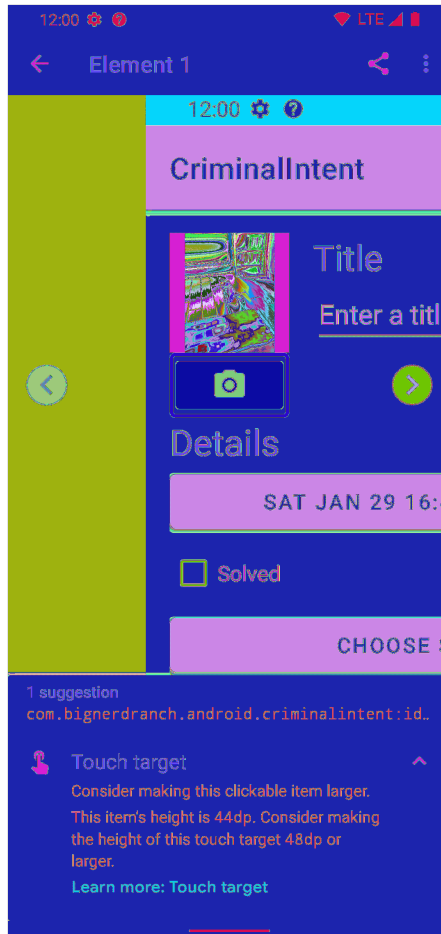 12:00 LTE
Element 1
12:00
CriminalIntent
Title
Enter a titl
Details
SAT JAN 29 16:
Solved
CHOOSE
1 suggestion
com.bignerdranch.android.criminalintent:id…
Touch target
Consider making this clickable item larger.
This item's height is 44dp. Consider making
the height of this touch target 48dp or
larger.
Learn more: Touch target